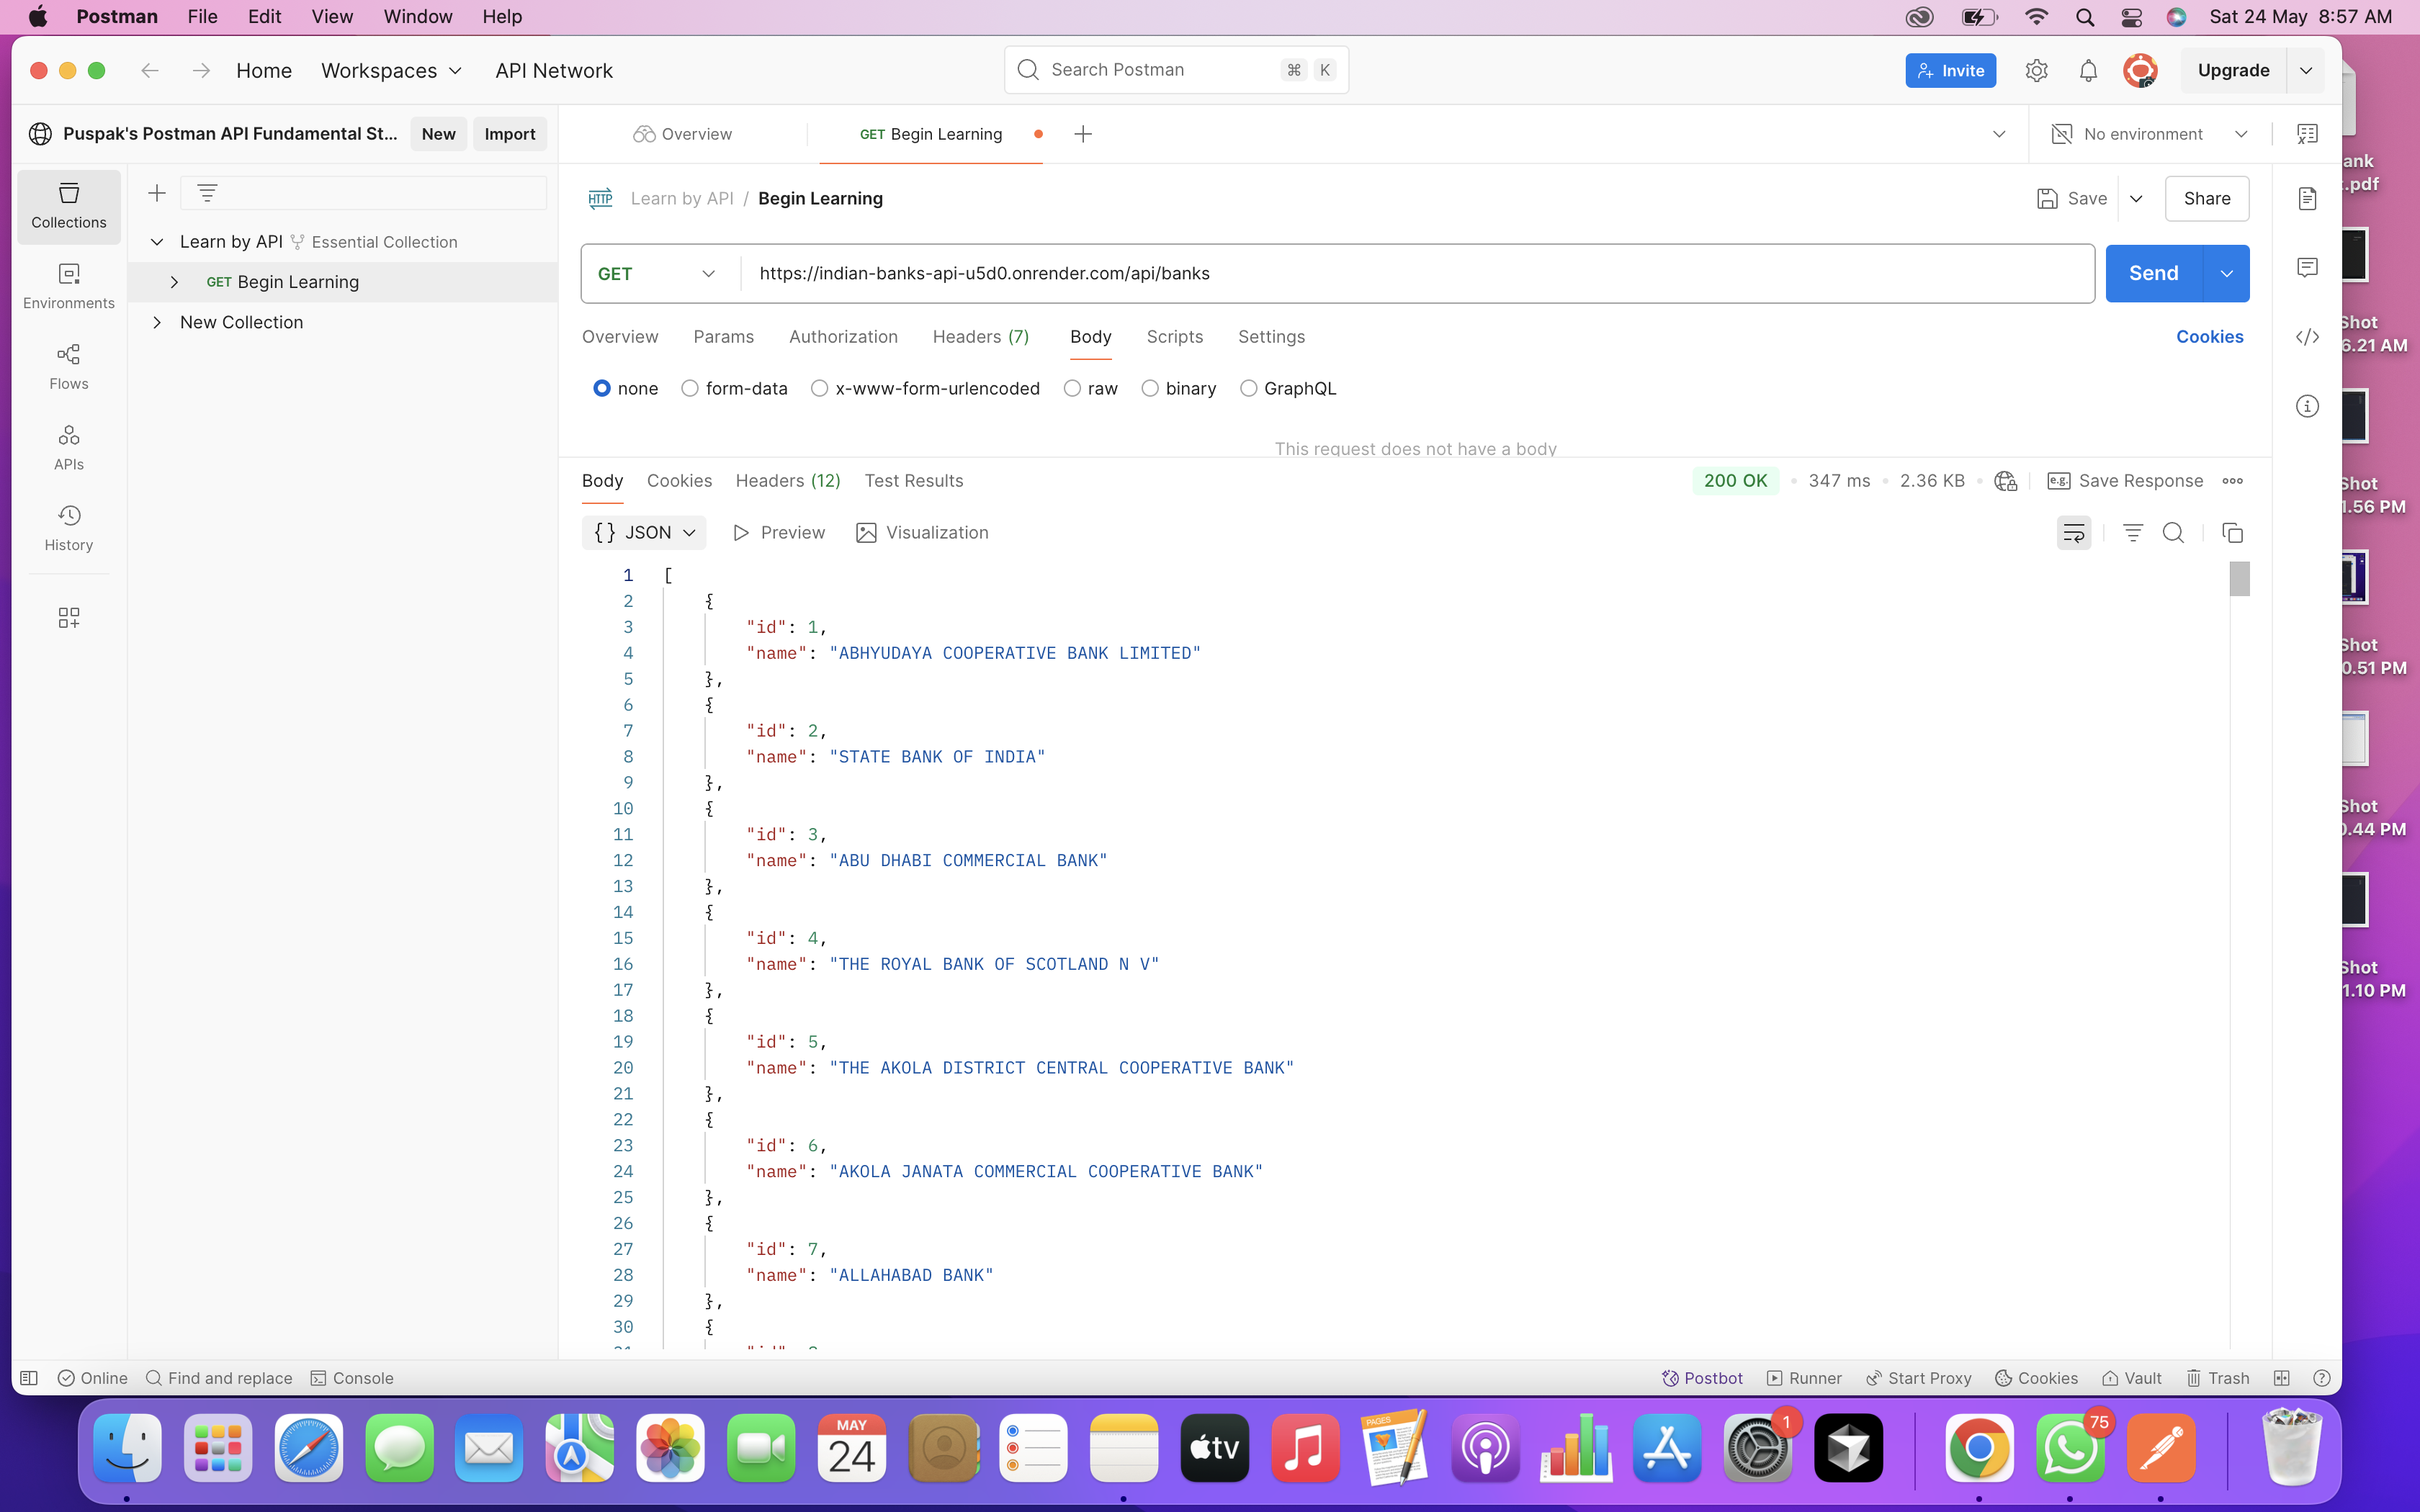 Postman File Edit View Window Help Sat 24 May 8:57 AM
Home Workspaces API Network Search Postman ⌘ K Invite Upgrade
Puspak's Postman API Fundamental St... New Import Overview GET Begin Learning No environment
Collections
Environments
Flows
APIs
History
Learn by API Essential Collection
GET Begin Learning
New Collection
HTTP Learn by API / Begin Learning Save Share
GET https://indian-banks-api-u5d0.onrender.com/api/banks Send
Overview Params Authorization Headers (7) Body Scripts Settings Cookies
none form-data x-www-form-urlencoded raw binary GraphQL
This request does not have a body
Body Cookies Headers (12) Test Results 200 OK • 347 ms • 2.36 KB • e.g. Save Response
{} JSON Preview Visualization
1 [
2 {
3 "id": 1,
4 "name": "ABHYUDAYA COOPERATIVE BANK LIMITED"
5 },
6 {
7 "id": 2,
8 "name": "STATE BANK OF INDIA"
9 },
10 {
11 "id": 3,
12 "name": "ABU DHABI COMMERCIAL BANK"
13 },
14 {
15 "id": 4,
16 "name": "THE ROYAL BANK OF SCOTLAND N V"
17 },
18 {
19 "id": 5,
20 "name": "THE AKOLA DISTRICT CENTRAL COOPERATIVE BANK"
21 },
22 {
23 "id": 6,
24 "name": "AKOLA JANATA COMMERCIAL COOPERATIVE BANK"
25 },
26 {
27 "id": 7,
28 "name": "ALLAHABAD BANK"
29 },
30 {
ank
.pdf
Shot
6.21 AM
Shot
1.56 PM
Shot
0.51 PM
Shot
0.44 PM
Shot
1.10 PM
Online Find and replace Console Postbot Runner Start Proxy Cookies Vault Trash
MAY
24
tv
PAGES
1
75